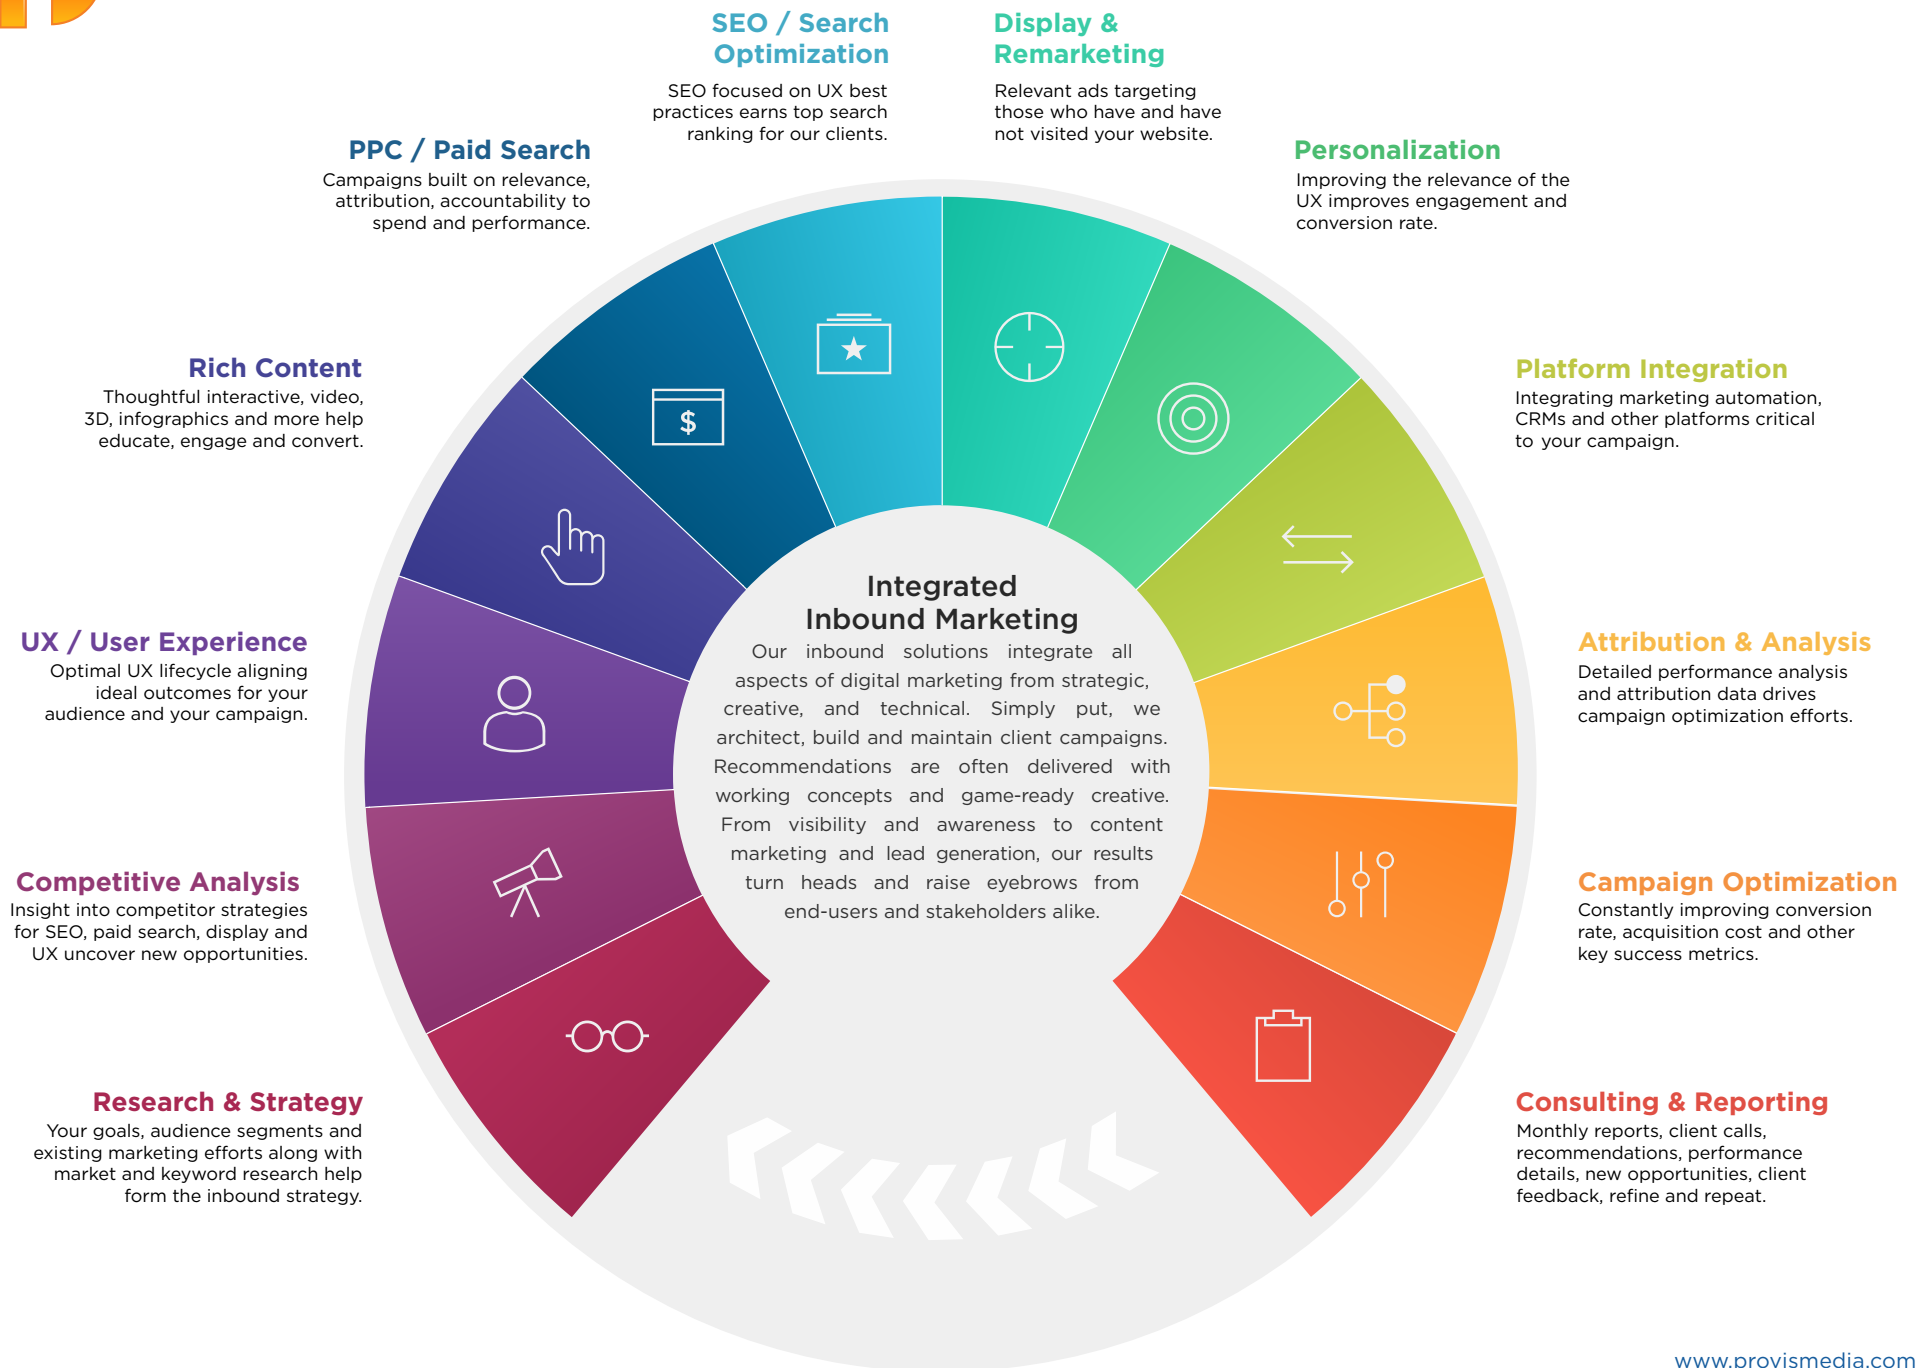 SEO / Search
Optimization
SEO focused on UX best
practices earns top search
ranking for our clients.
Display &
Remarketing
Relevant ads targeting
those who have and have
not visited your website.
PPC / Paid Search
Campaigns built on relevance,
attribution, accountability to
spend and performance.
Personalization
Improving the relevance of the
UX improves engagement and
conversion rate.
Rich Content
Thoughtful interactive, video,
3D, infographics and more help
educate, engage and convert.
Platform Integration
Integrating marketing automation,
CRMs and other platforms critical
to your campaign.
$
UX / User Experience
Optimal UX lifecycle aligning
ideal outcomes for your
audience and your campaign.
Integrated
Inbound Marketing
Our inbound solutions integrate all
aspects of digital marketing from strategic,
creative, and technical. Simply put, we
architect, build and maintain client campaigns.
Recommendations are often delivered with
working concepts and game-ready creative.
From visibility and awareness to content
marketing and lead generation, our results
turn heads and raise eyebrows from
end-users and stakeholders alike.
Attribution & Analysis
Detailed performance analysis
and attribution data drives
campaign optimization efforts.
Competitive Analysis
Insight into competitor strategies
for SEO, paid search, display and
UX uncover new opportunities.
Campaign Optimization
Constantly improving conversion
rate, acquisition cost and other
key success metrics.
Research & Strategy
Your goals, audience segments and
existing marketing efforts along with
market and keyword research help
form the inbound strategy.
Consulting & Reporting
Monthly reports, client calls,
recommendations, performance
details, new opportunities, client
feedback, refine and repeat.
www.provismedia.com